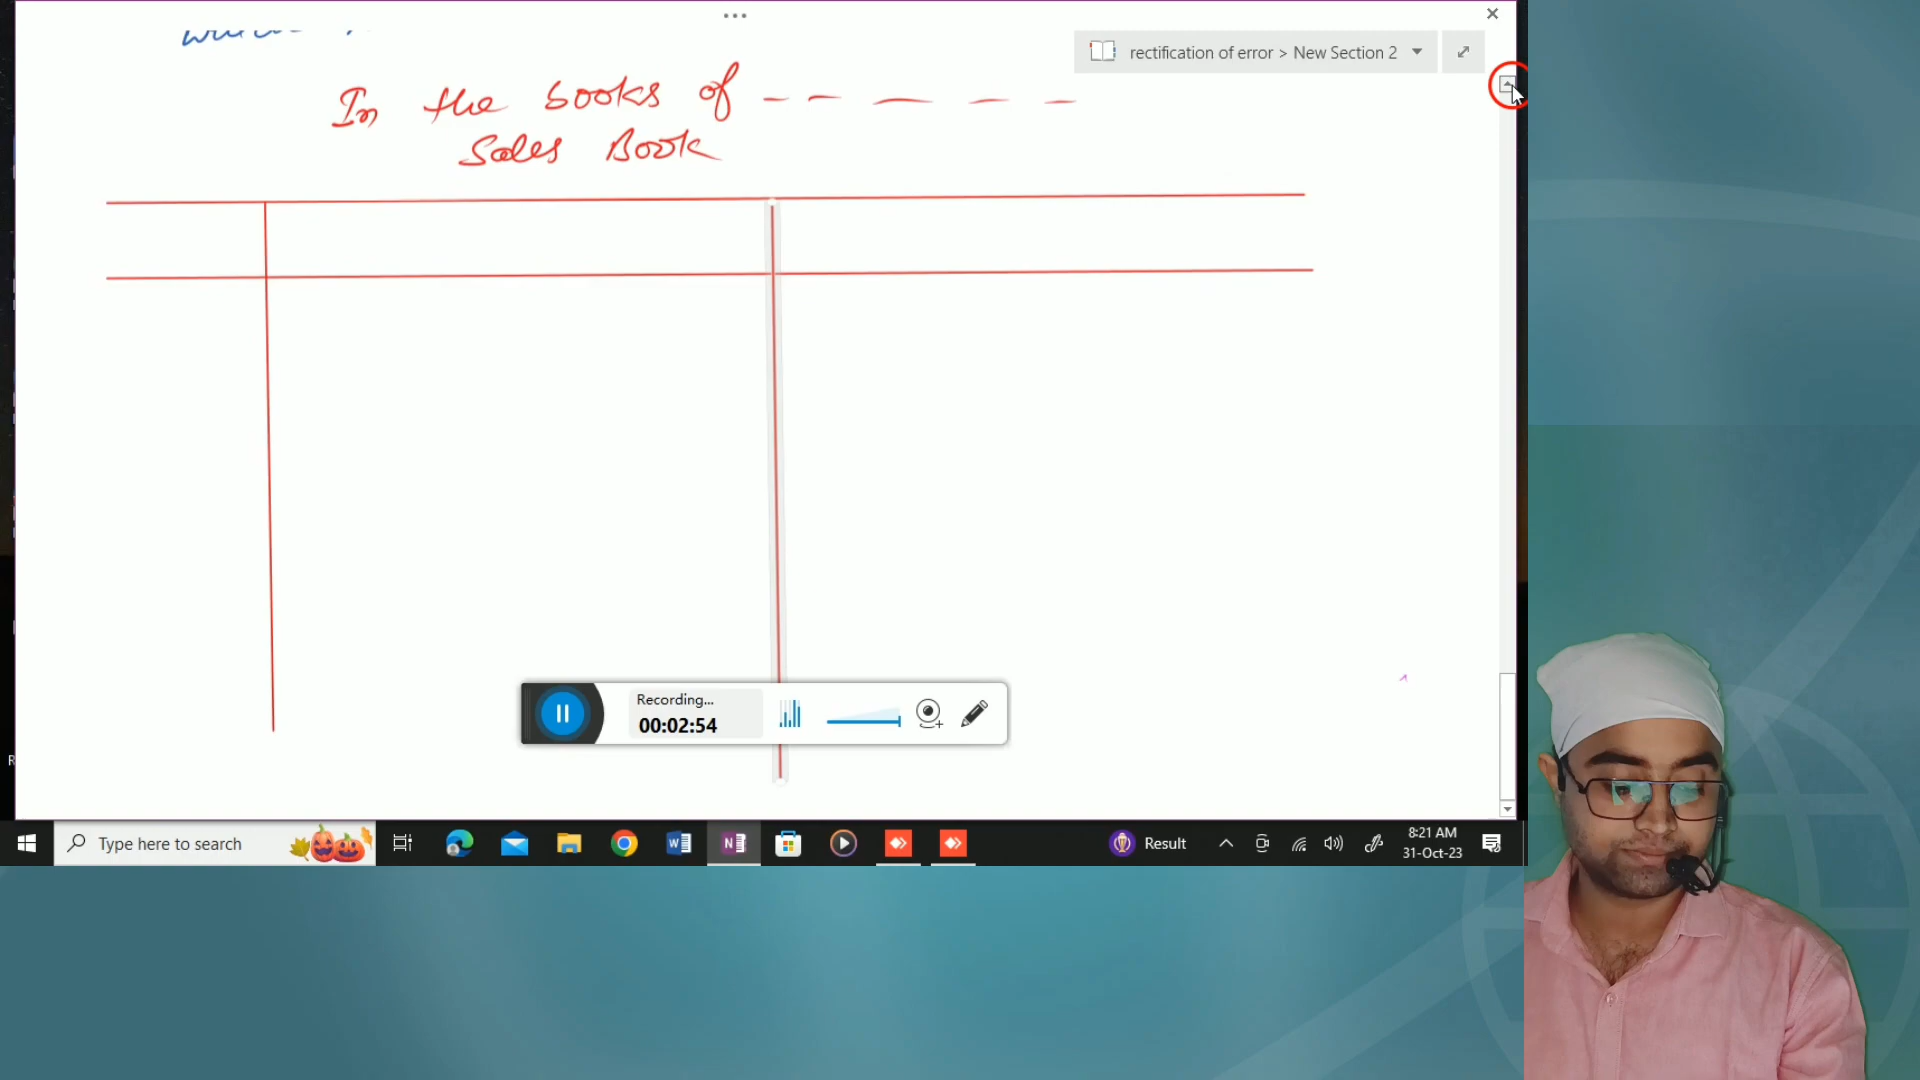 rectification of error > New Section 2
In the books of - - - - -
Sales Book
Recording...
00:02:54
Type here to search
Result
8:21 AM
31-Oct-23
R